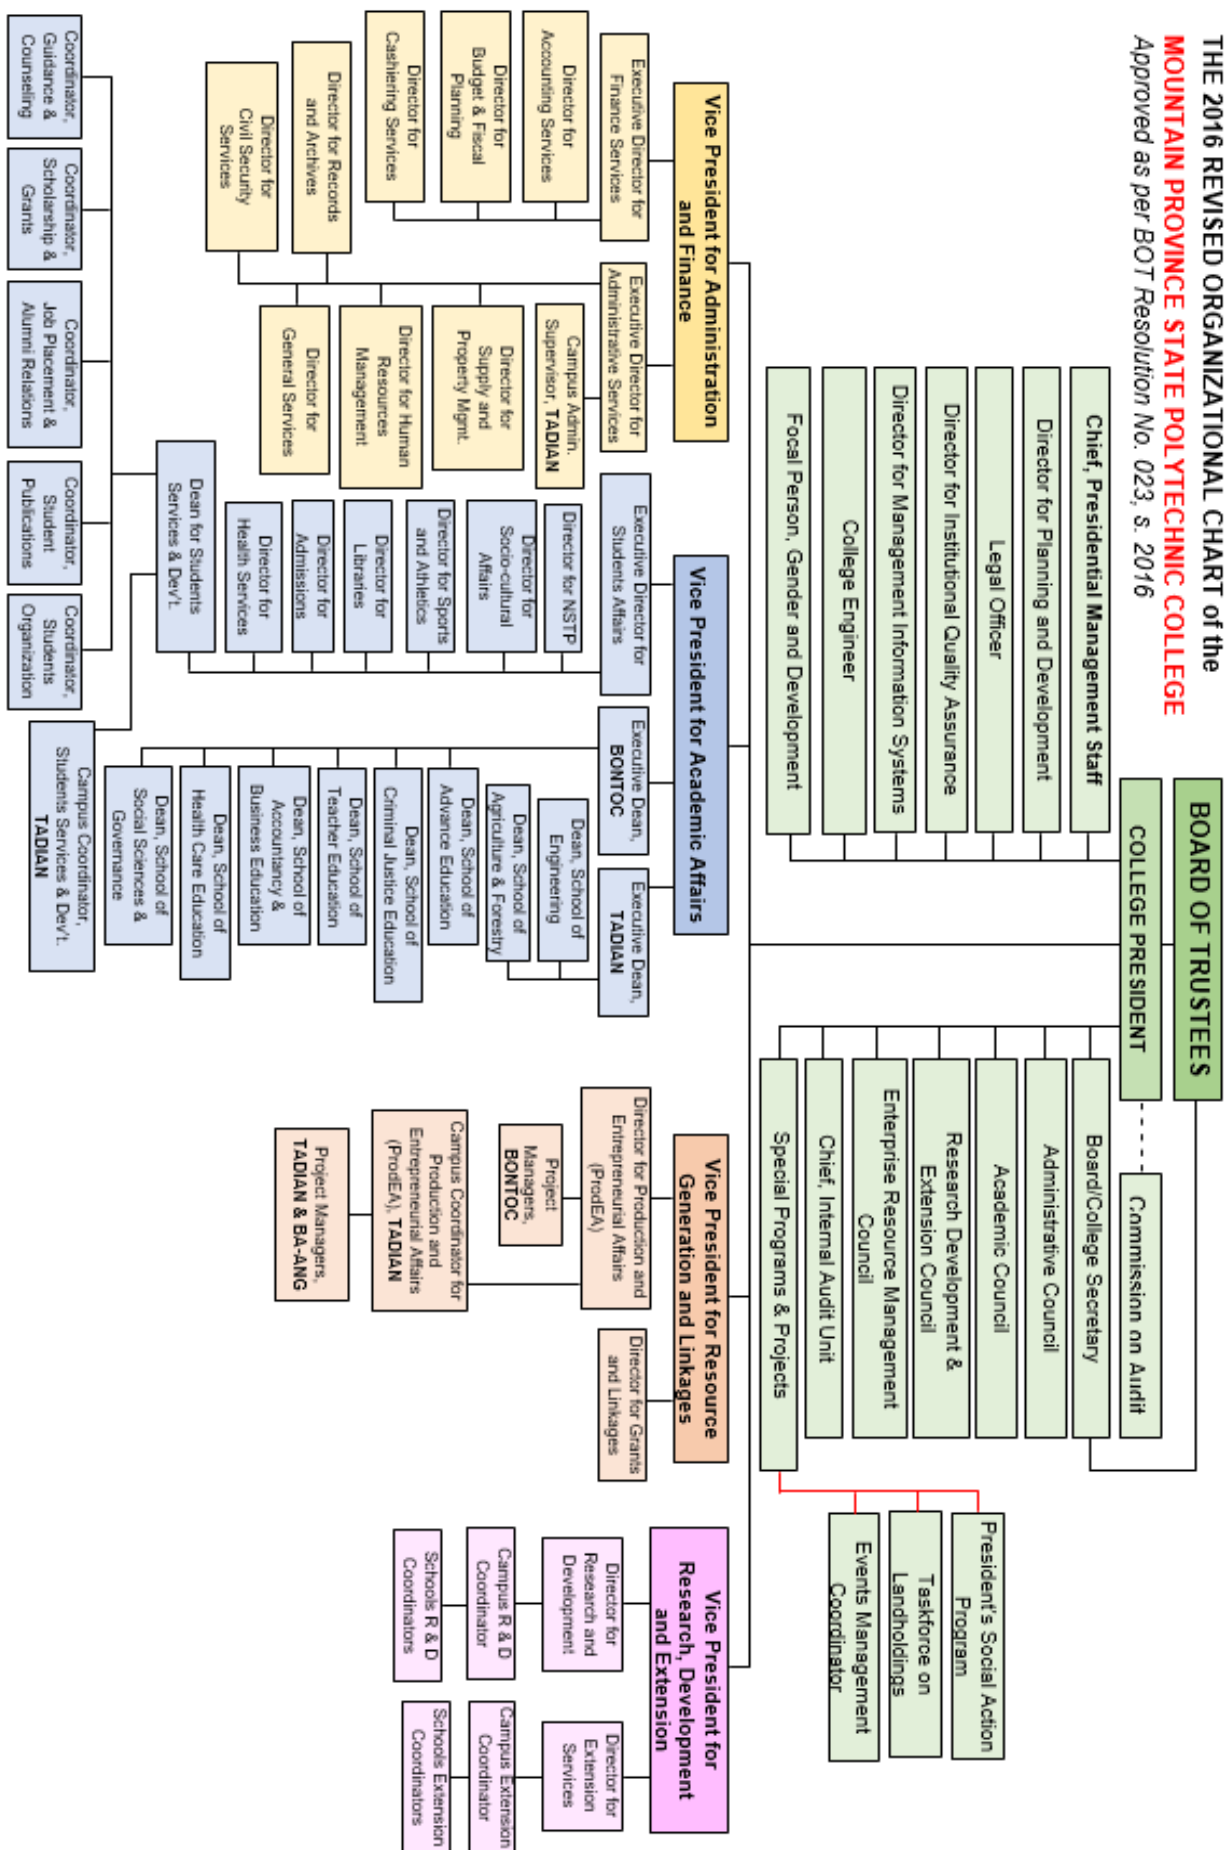 THE 2016 REVISED ORGANIZATIONAL CHART of the
MOUNTAIN PROVINCE STATE POLYTECHNIC COLLEGE
Approved as per BOT Resolution No. 023, s. 2016
BOARD OF TRUSTEES
COLLEGE PRESIDENT
Commission on Audit
Chief, Presidential Management Staff
Director for Planning and Development
Legal Officer
Director for Institutional Quality Assurance
Director for Management Information Systems
College Engineer
Focal Person, Gender and Development
Board/College Secretary
Administrative Council
Academic Council
Research Development &
Extension Council
Enterprise Resource Management
Council
Chief, Internal Audit Unit
Special Programs & Projects
President's Social Action
Program
Taskforce on
Landholdings
Events Management
Coordinator
Vice President for Administration
and Finance
Executive Director for
Finance Services
Director for
Accounting Services
Director for
Budget & Fiscal
Planning
Director for
Cashiering Services
Executive Director for
Administrative Services
Campus Admin.
Supervisor, TADIAN
Director for
Supply and
Property Mgmt.
Director for Human
Resources
Management
Director for Records
and Archives
Director for
General Services
Director for
Civil Security
Services
Vice President for Academic Affairs
Executive Director for
Students Affairs
Director for NSTP
Director for
Socio-cultural
Affairs
Director for Sports
and Athletics
Director for
Libraries
Director for
Admissions
Director for
Health Services
Dean for Students
Services & Dev't.
Coordinator,
Guidance &
Counseling
Coordinator,
Scholarship &
Grants
Coordinator,
Job Placement &
Alumni Relations
Coordinator,
Student
Publications
Coordinator,
Students
Organization
Campus Coordinator,
Students Services & Dev't.
TADIAN
Executive Dean,
BONTOC
Executive Dean,
TADIAN
Dean, School of
Engineering
Dean, School of
Agriculture & Forestry
Dean, School of
Advance Education
Dean, School of
Criminal Justice Education
Dean, School of
Teacher Education
Dean, School of
Accountancy &
Business Education
Dean, School of
Health Care Education
Dean, School of
Social Sciences &
Governance
Vice President for Resource
Generation and Linkages
Director for Production and
Entrepreneurial Affairs
(ProdEA)
Project
Managers,
BONTOC
Campus Coordinator for
Production and
Entrepreneurial Affairs
(ProdEA), TADIAN
Project Managers,
TADIAN & BA-ANG
Director for Grants
and Linkages
Vice President for
Research, Development
and Extension
Director for
Research and
Development
Campus R & D
Coordinator
Schools R & D
Coordinators
Director for
Extension
Services
Campus Extension
Coordinator
Schools Extension
Coordinators